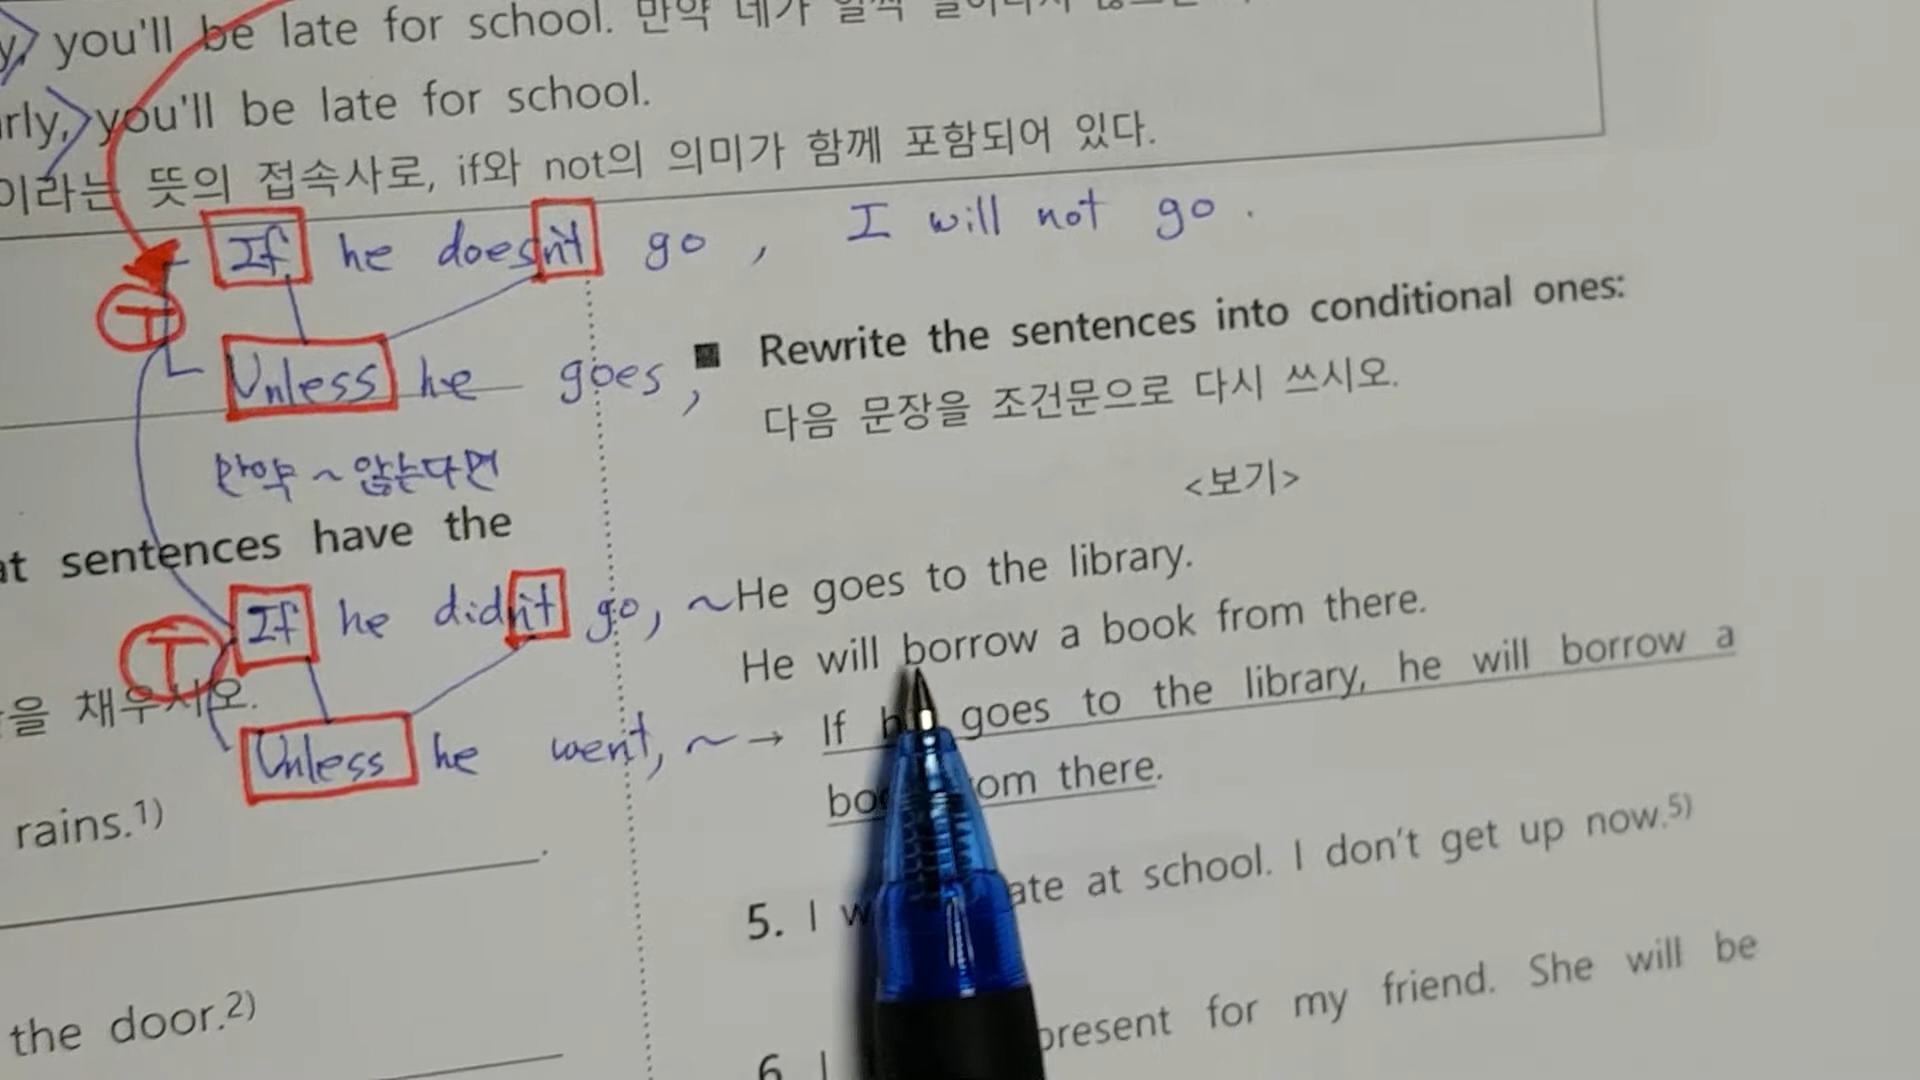 you'll be late for school. 만약 네가 일찍
rly, you'll be late for school.
이라는 뜻의 접속사로, if와 not의 의미가 함께 포함되어 있다.
If he doesn't go, I will not go.
T
Unless he goes,
만약 ~ 않는다면
at sentences have the
If he didn't go, ~
T
을 채우시오.
Unless he went, ~
rains.1)
the door.2)
■ Rewrite the sentences into conditional ones:
다음 문장을 조건문으로 다시 쓰시오.
<보기>
He goes to the library.
He will borrow a book from there.
→ If goes to the library, he will borrow a
there.
5. I at school. I don't get up now.5)
6. I present for my friend. She will be